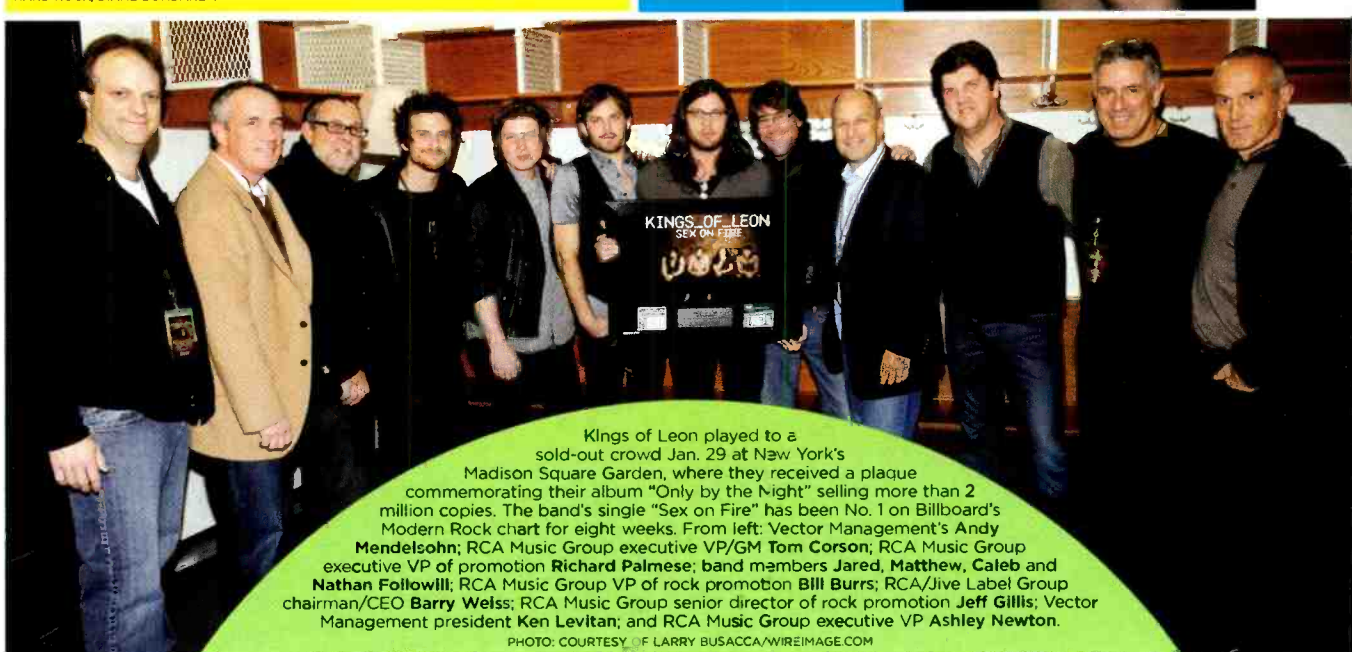 KINGS_OF_LEON
SEX ON FIRE
Kings of Leon played to a
sold-out crowd Jan. 29 at New York's
Madison Square Garden, where they received a plaque
commemorating their album "Only by the Night" selling more than 2
million copies. The band's single "Sex on Fire" has been No. 1 on Billboard's
Modern Rock chart for eight weeks. From left: Vector Management's Andy
Mendelsohn; RCA Music Group executive VP/GM Tom Corson; RCA Music Group
executive VP of promotion Richard Palmese; band members Jared, Matthew, Caleb and
Nathan Followill; RCA Music Group VP of rock promotion Bill Burrs; RCA/Jive Label Group
chairman/CEO Barry Weiss; RCA Music Group senior director of rock promotion Jeff Gillis; Vector
Management president Ken Levitan; and RCA Music Group executive VP Ashley Newton.
PHOTO: COURTESY OF LARRY BUSACCA/WIREIMAGE.COM